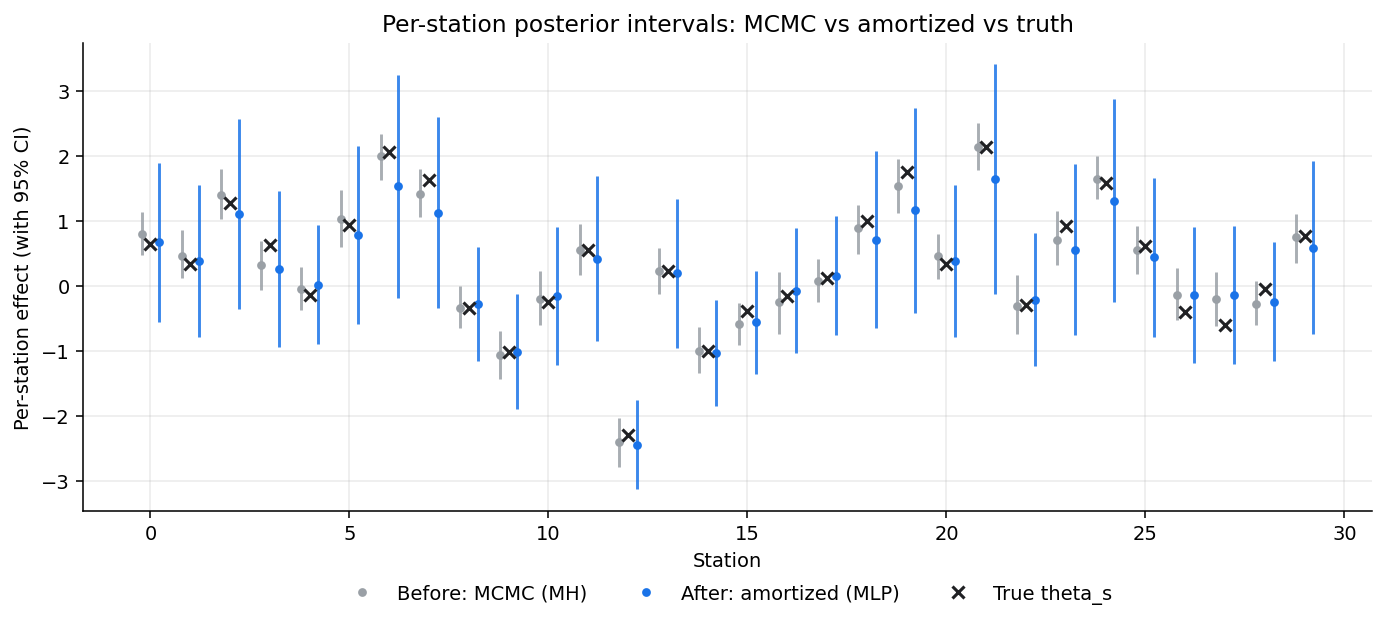 Per-station posterior intervals: MCMC vs amortized vs truth
Per-station effect (with 95% CI)
3
2
1
0
−1
−2
−3
0 5 10 15 20 25 30
Station
Before: MCMC (MH) After: amortized (MLP) True theta_s